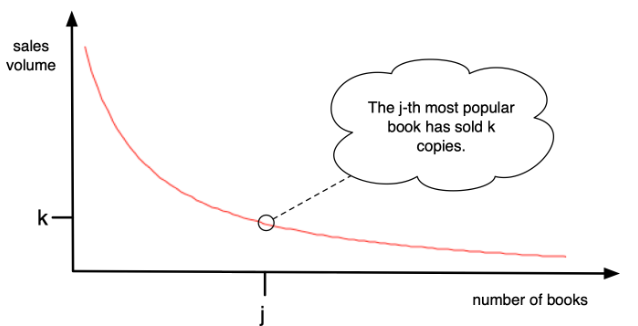 sales
volume
The j-th most popular
book has sold k
copies.
k
number of books
j